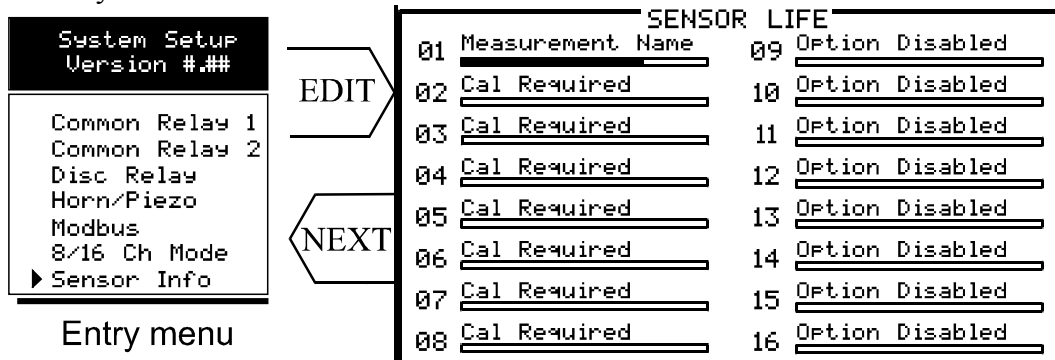 System Setup
Version #.##
Common Relay 1
Common Relay 2
Disc Relay
Horn/Piezo
Modbus
8/16 Ch Mode
Sensor Info
Entry menu
EDIT
NEXT
SENSOR LIFE
01 Measurement Name
02 Cal Required
03 Cal Required
04 Cal Required
05 Cal Required
06 Cal Required
07 Cal Required
08 Cal Required
09 Option Disabled
10 Option Disabled
11 Option Disabled
12 Option Disabled
13 Option Disabled
14 Option Disabled
15 Option Disabled
16 Option Disabled